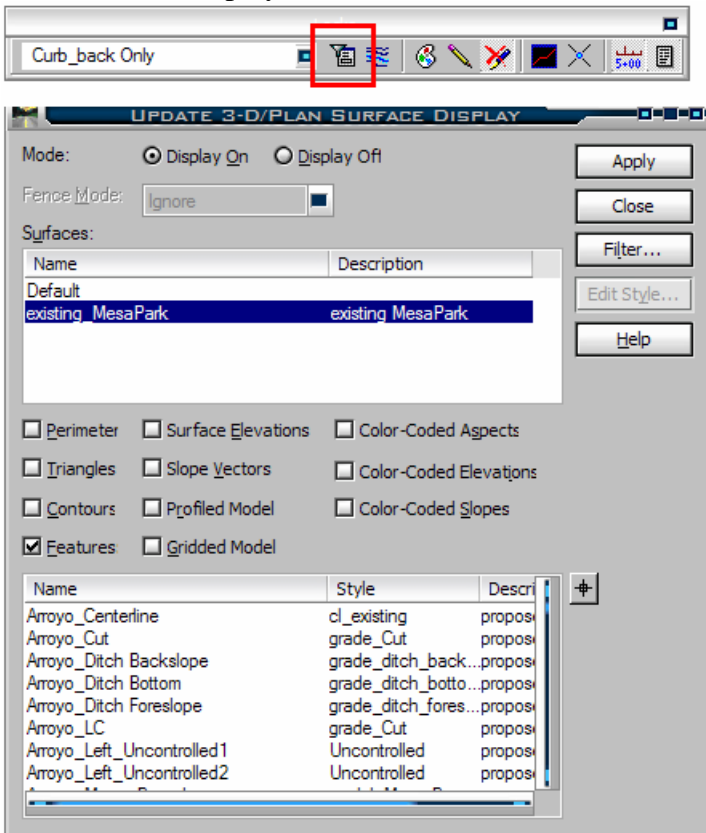 Curb_back Only
5+00
UPDATE 3-D/PLAN SURFACE DISPLAY
Mode: Display On Display Off Apply
Fence Mode: Ignore Close
Surfaces: Filter...
Name Description
Default Edit Style...
existing_MesaPark existing MesaPark
Help
Perimeter Surface Elevations Color-Coded Aspects
Triangles Slope Vectors Color-Coded Elevations
Contours Profiled Model Color-Coded Slopes
Features Gridded Model
Name Style Descri
Arroyo_Centerline cl_existing propos
Arroyo_Cut grade_Cut propos
Arroyo_Ditch Backslope grade_ditch_back...propos
Arroyo_Ditch Bottom grade_ditch_botto...propos
Arroyo_Ditch Foreslope grade_ditch_fores...propos
Arroyo_LC grade_Cut propos
Arroyo_Left_Uncontrolled1 Uncontrolled propos
Arroyo_Left_Uncontrolled2 Uncontrolled propos